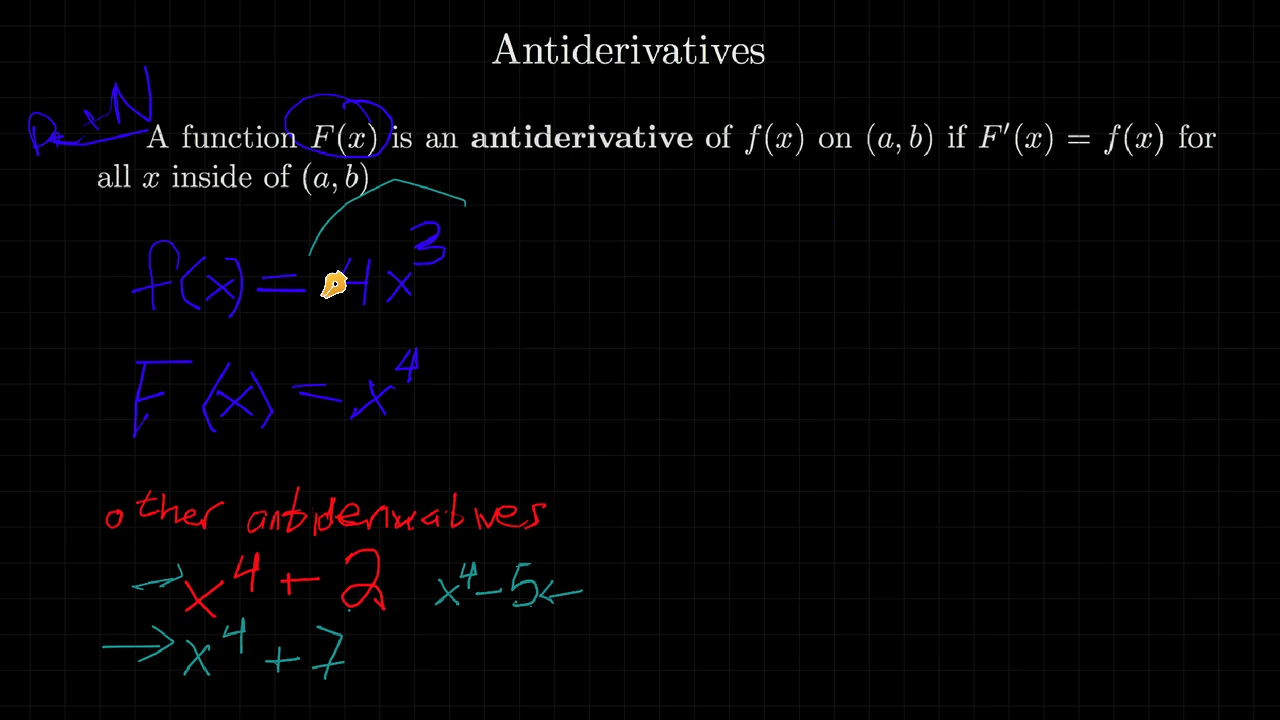 Antiderivatives
A function F(x) is an antiderivative of f(x) on (a, b) if F′(x) = f(x) for
all x inside of (a, b)
f(x) = 4x³
F(x) = x⁴
other antiderivatives
x⁴ + 2 x⁴ − 5
x⁴ + 7